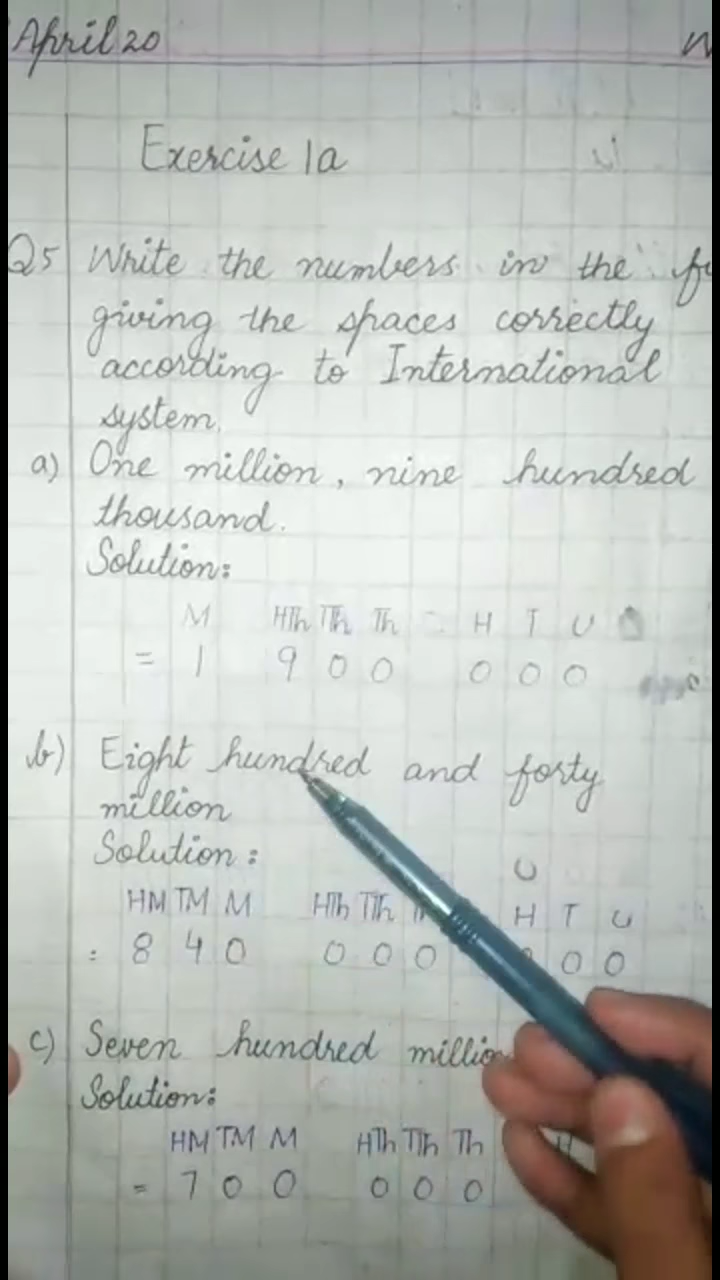 April 20
Exercise 1a
Q5 Write the numbers in the
giving the spaces correctly
according to International
system.
a) One million, nine hundred
thousand.
Solution:
M HTh TTh Th H T U
= 1 9 0 0 0 0 0
b) Eight hundred and forty
million
Solution:
U
HM TM M HTh TTh H T U
: 8 4 0 0 0 0 0 0
c) Seven hundred million
Solution:
HM TM M HTh TTh Th H
= 7 0 0 0 0 0